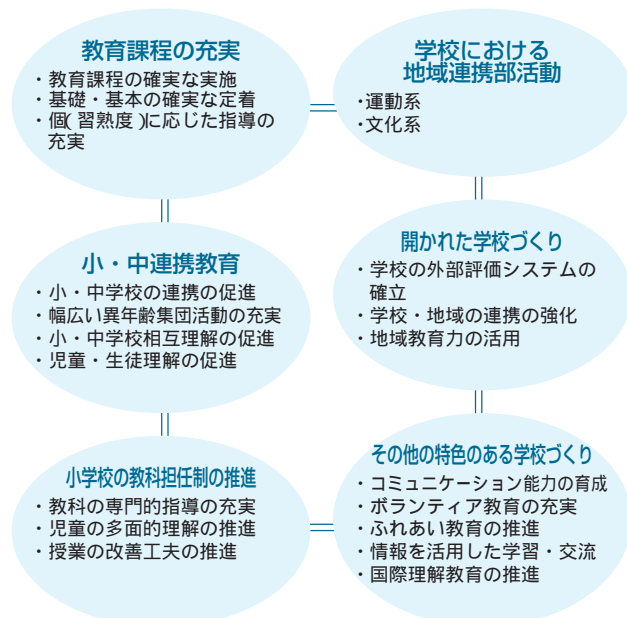 教育課程の充実
・教育課程の確実な実施
・基礎・基本の確実な定着
・個(習熟度)に応じた指導の
充実
学校における
地域連携部活動
・運動系
・文化系
小・中連携教育
・小・中学校の連携の促進
・幅広い異年齢集団活動の充実
・小・中学校相互理解の促進
・児童・生徒理解の促進
開かれた学校づくり
・学校の外部評価システムの
確立
・学校・地域の連携の強化
・地域教育力の活用
小学校の教科担任制の推進
・教科の専門的指導の充実
・児童の多面的理解の推進
・授業の改善工夫の推進
その他の特色のある学校づくり
・コミュニケーション能力の育成
・ボランティア教育の充実
・ふれあい教育の推進
・情報を活用した学習・交流
・国際理解教育の推進